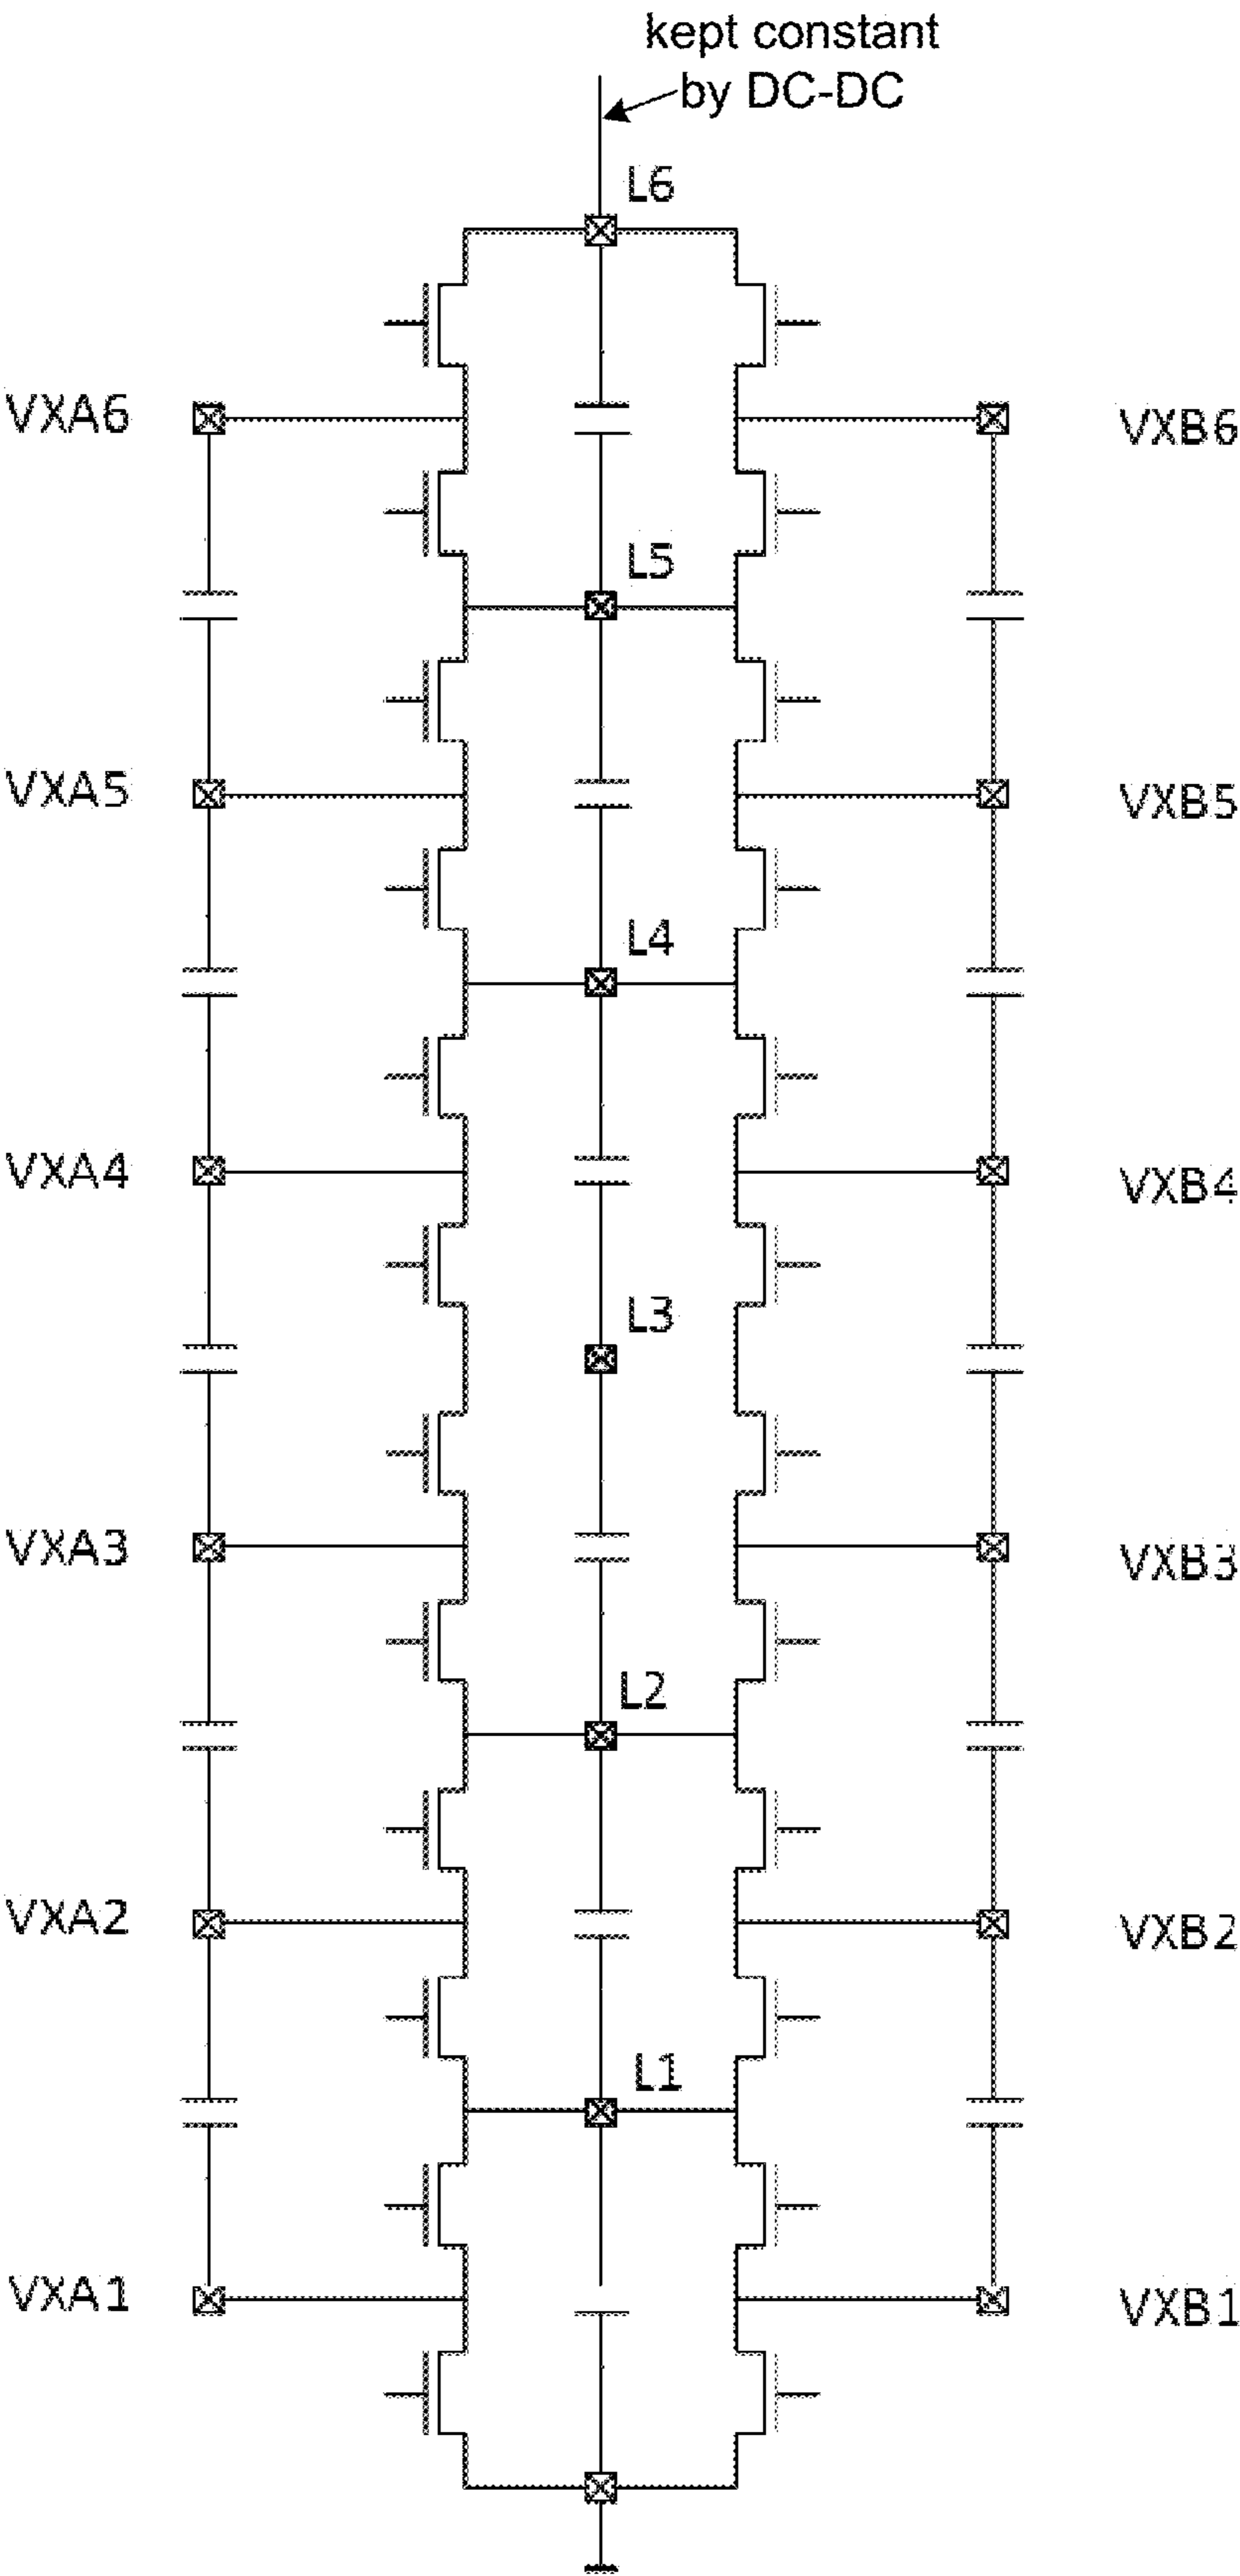 kept constant
by DC-DC
L6
VXA6
VXB6
L5
VXA5
VXB5
L4
VXA4
VXB4
L3
VXA3
VXB3
L2
VXA2
VXB2
L1
VXA1
VXB1